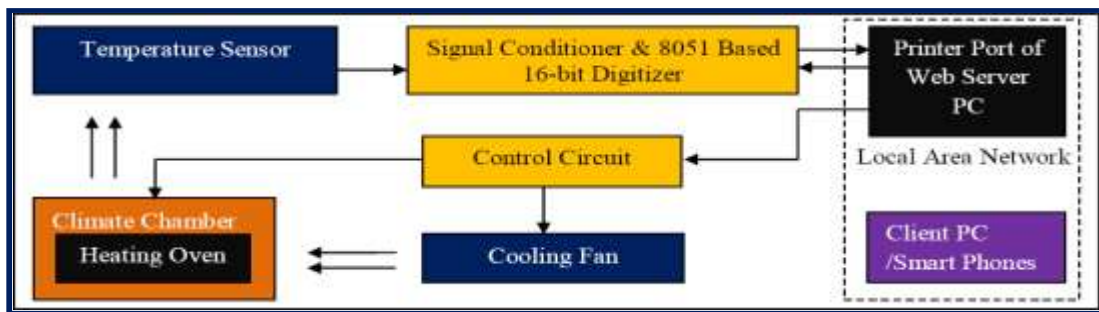 Temperature Sensor
Signal Conditioner & 8051 Based
16-bit Digitizer
Printer Port of
Web Server
PC
Control Circuit
Local Area Network
Climate Chamber
Heating Oven
Cooling Fan
Client PC
/Smart Phones